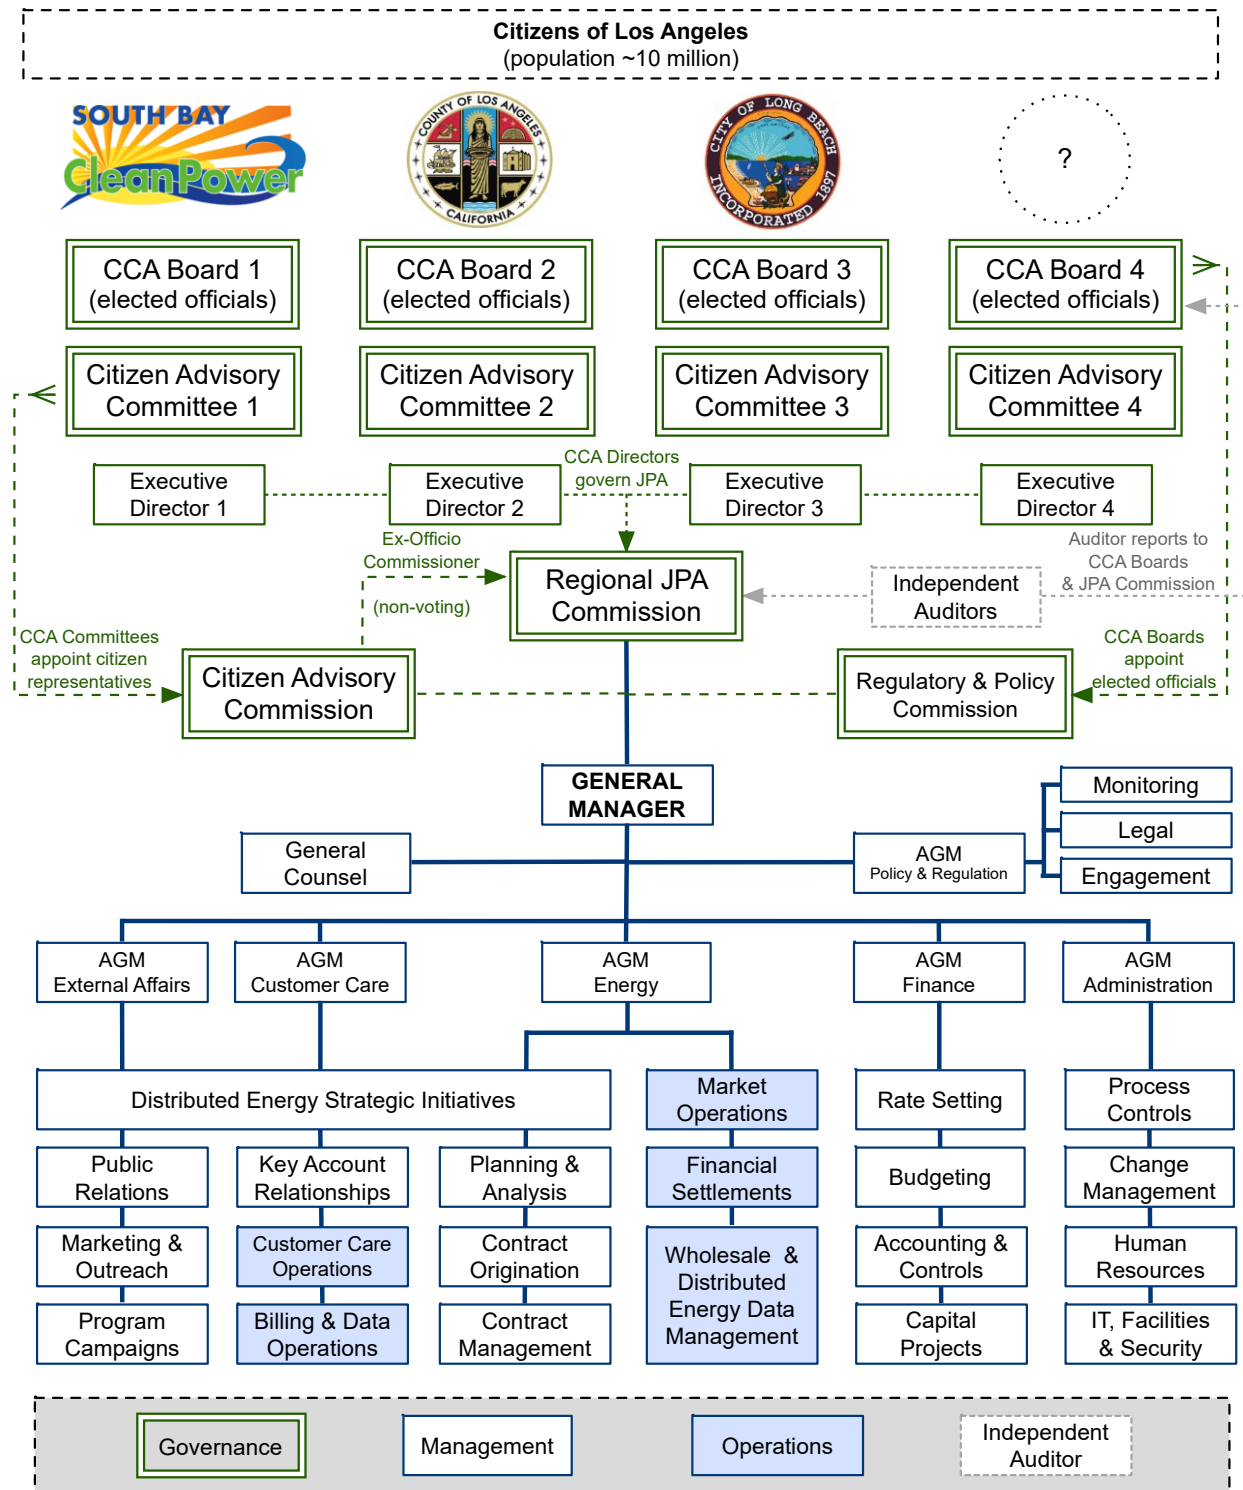 Citizens of Los Angeles
(population ~10 million)
SOUTH BAY
CleanPower
COUNTY OF LOS ANGELES
CALIFORNIA
CITY OF LONG BEACH
INCORPORATED 1897
?
CCA Board 1
(elected officials)
CCA Board 2
(elected officials)
CCA Board 3
(elected officials)
CCA Board 4
(elected officials)
Citizen Advisory
Committee 1
Citizen Advisory
Committee 2
Citizen Advisory
Committee 3
Citizen Advisory
Committee 4
Executive
Director 1
Executive
Director 2
CCA Directors
govern JPA
Executive
Director 3
Executive
Director 4
Ex-Officio
Commissioner
(non-voting)
Regional JPA
Commission
Independent
Auditors
Auditor reports to
CCA Boards
& JPA Commission
CCA Committees
appoint citizen
representatives
Citizen Advisory
Commission
Regulatory & Policy
Commission
CCA Boards
appoint
elected officials
GENERAL
MANAGER
General
Counsel
AGM
Policy & Regulation
Monitoring
Legal
Engagement
AGM
External Affairs
AGM
Customer Care
AGM
Energy
AGM
Finance
AGM
Administration
Distributed Energy Strategic Initiatives
Market
Operations
Rate Setting
Process
Controls
Public
Relations
Key Account
Relationships
Planning &
Analysis
Financial
Settlements
Budgeting
Change
Management
Marketing &
Outreach
Customer Care
Operations
Contract
Origination
Wholesale &
Distributed
Energy Data
Management
Accounting &
Controls
Human
Resources
Program
Campaigns
Billing & Data
Operations
Contract
Management
Capital
Projects
IT, Facilities
& Security
Governance
Management
Operations
Independent
Auditor